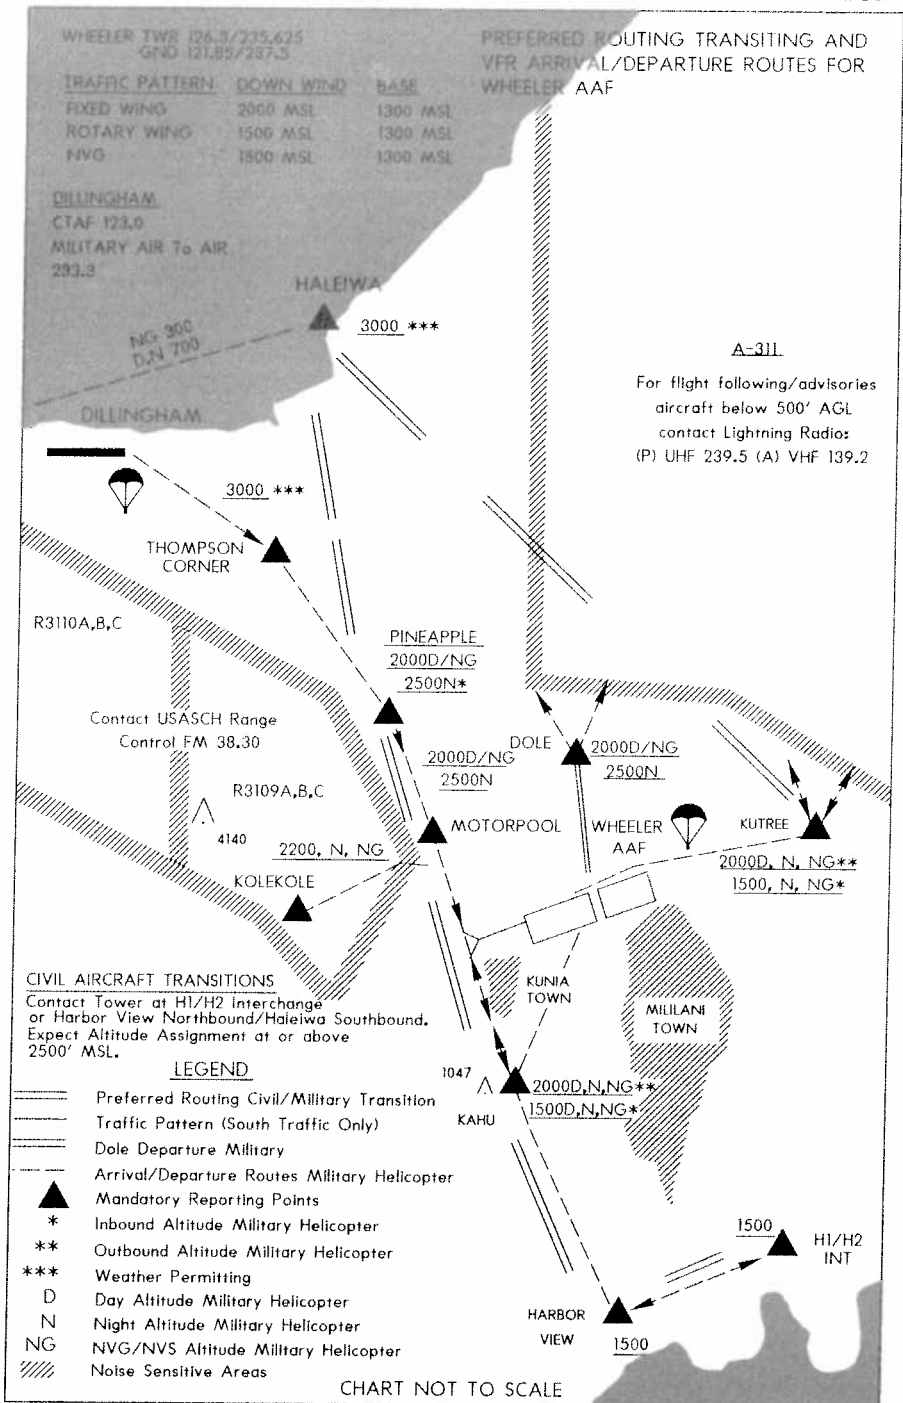 WHEELER TWR 126.3/235.625
GND 121.85/237.5
TRAFFIC PATTERN DOWN WIND BASE
FIXED WING 2000 MSL 1300 MSL
ROTARY WING 1500 MSL 1300 MSL
NVG 1500 MSL 1300 MSL
PREFERRED ROUTING TRANSITING AND
VFR ARRIVAL/DEPARTURE ROUTES FOR
WHEELER AAF
DILLINGHAM
CTAF 123.0
MILITARY AIR To AIR
233.3
HALEIWA
3000 ***
NG 300
D,N 700
DILLINGHAM
A-311
For flight following/advisories
aircraft below 500' AGL
contact Lightning Radio:
(P) UHF 239.5 (A) VHF 139.2
3000 ***
THOMPSON
CORNER
R3110A,B,C
PINEAPPLE
2000D/NG
2500N*
Contact USASCH Range
Control FM 38.30
2000D/NG
2500N
DOLE
2000D/NG
2500N
R3109A,B,C
4140
MOTORPOOL
WHEELER
AAF
KUTREE
2000D, N, NG**
1500, N, NG*
2200, N, NG
KOLEKOLE
KUNIA
TOWN
MILILANI
TOWN
CIVIL AIRCRAFT TRANSITIONS
Contact Tower at H1/H2 Interchange
or Harbor View Northbound/Haleiwa Southbound.
Expect Altitude Assignment at or above
2500' MSL.
1047
KAHU
2000D,N,NG**
1500D,N,NG*
LEGEND
Preferred Routing Civil/Military Transition
Traffic Pattern (South Traffic Only)
Dole Departure Military
Arrival/Departure Routes Military Helicopter
Mandatory Reporting Points
* Inbound Altitude Military Helicopter
** Outbound Altitude Military Helicopter
*** Weather Permitting
D Day Altitude Military Helicopter
N Night Altitude Military Helicopter
NG NVG/NVS Altitude Military Helicopter
Noise Sensitive Areas
1500
H1/H2
INT
HARBOR
VIEW
1500
CHART NOT TO SCALE